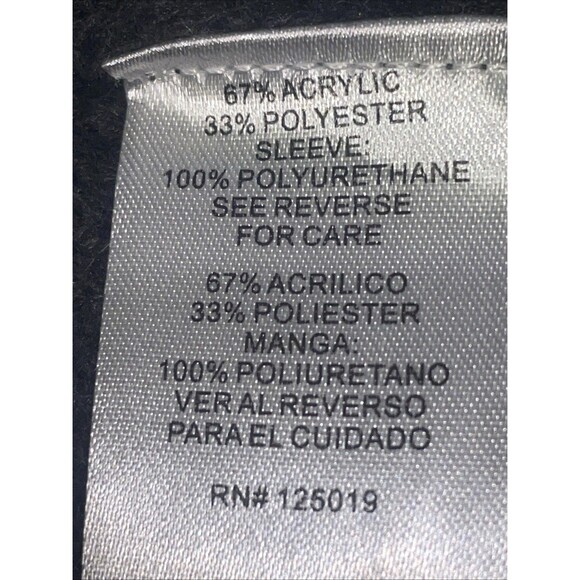 67% ACRYLIC
33% POLYESTER
SLEEVE:
100% POLYURETHANE
SEE REVERSE
FOR CARE
67% ACRILICO
33% POLIESTER
MANGA:
100% POLIURETANO
VER AL REVERSO
PARA EL CUIDADO
RN# 125019